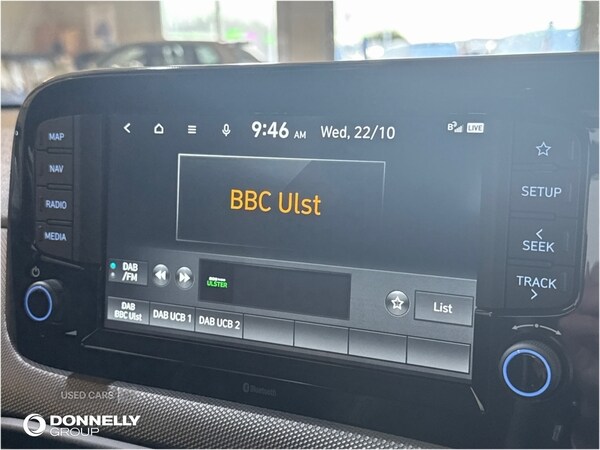 MAP
NAV
RADIO
MEDIA
9:46 AM Wed, 22/10
LIVE
BBC Ulst
SETUP
< SEEK
TRACK >
DAB
/FM
ULSTER
List
DAB
BBC Ulst
DAB UCB 1
DAB UCB 2
Bluetooth
USED CARS
DONNELLY
GROUP